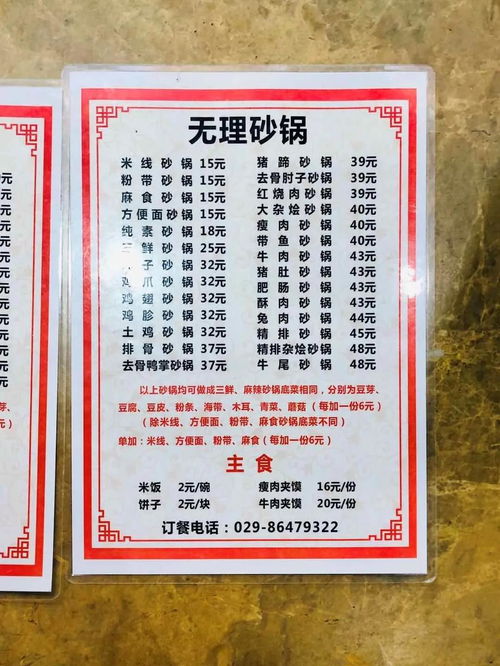 无理砂锅
米线砂锅 15元
粉带砂锅 15元
麻食砂锅 15元
方便面砂锅 15元
纯素砂锅 18元
三鲜砂锅 25元
子砂锅 32元
鸡爪砂锅 32元
鸡翅砂锅 32元
鸡胗砂锅 32元
土鸡砂锅 32元
排骨砂锅 37元
去骨鸭掌砂锅 37元
猪蹄砂锅 39元
去骨肘子砂锅 39元
红烧肉砂锅 39元
大杂烩砂锅 40元
瘦肉砂锅 40元
带鱼砂锅 40元
牛肉砂锅 43元
猪肚砂锅 43元
肥肠砂锅 43元
酥肉砂锅 43元
兔肉砂锅 44元
精排砂锅 45元
精排杂烩砂锅 48元
牛尾砂锅 48元
以上砂锅均可做成三鲜、麻辣砂锅底菜相同，分别为豆芽、
豆腐、豆皮、粉条、海带、木耳、青菜、蘑菇（每加一份6元）
（除米线、方便面、粉带、麻食砂锅底菜不同）
单加：米线、方便面、粉带、麻食（每加一份6元）
主食
米饭 2元/碗 瘦肉夹馍 16元/份
饼子 2元/块 牛肉夹馍 20元/份
订餐电话：029-86479322